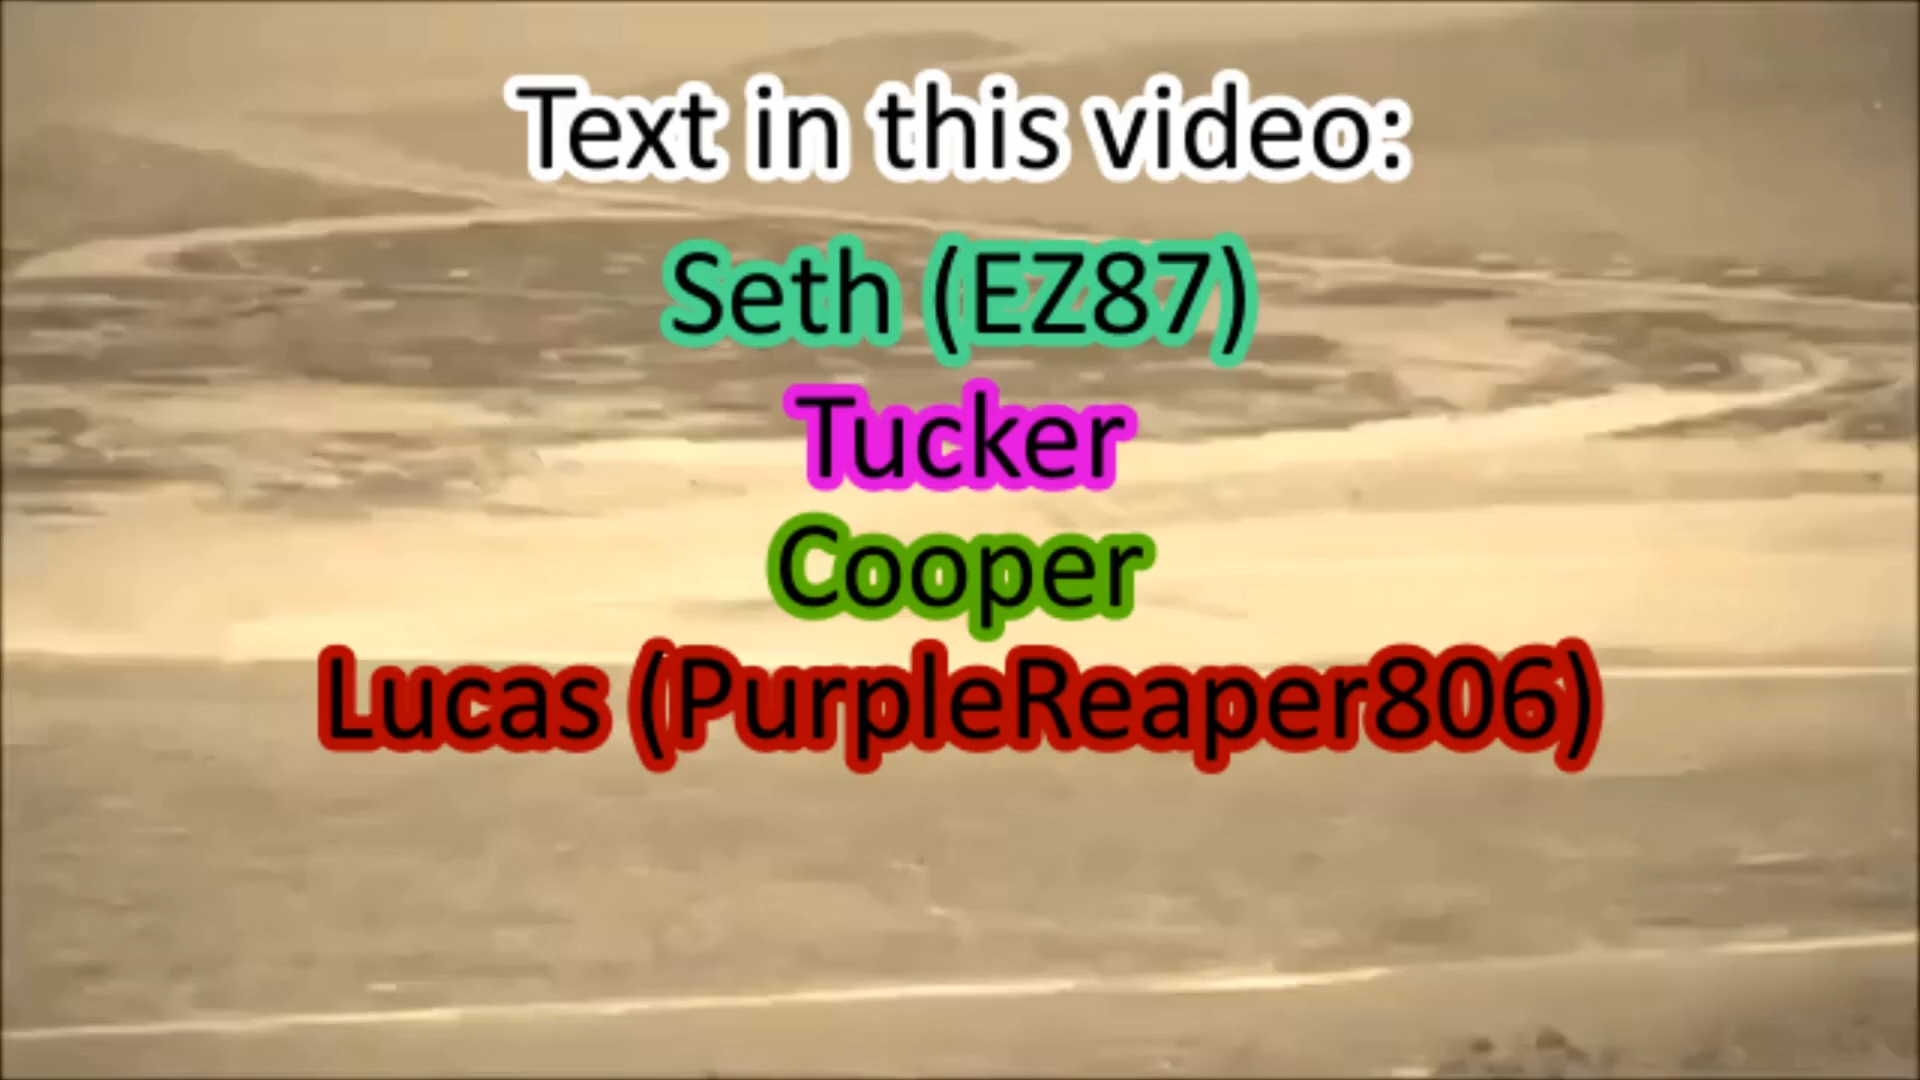 Text in this video:
Seth (EZ87)
Tucker
Cooper
Lucas (PurpleReaper806)